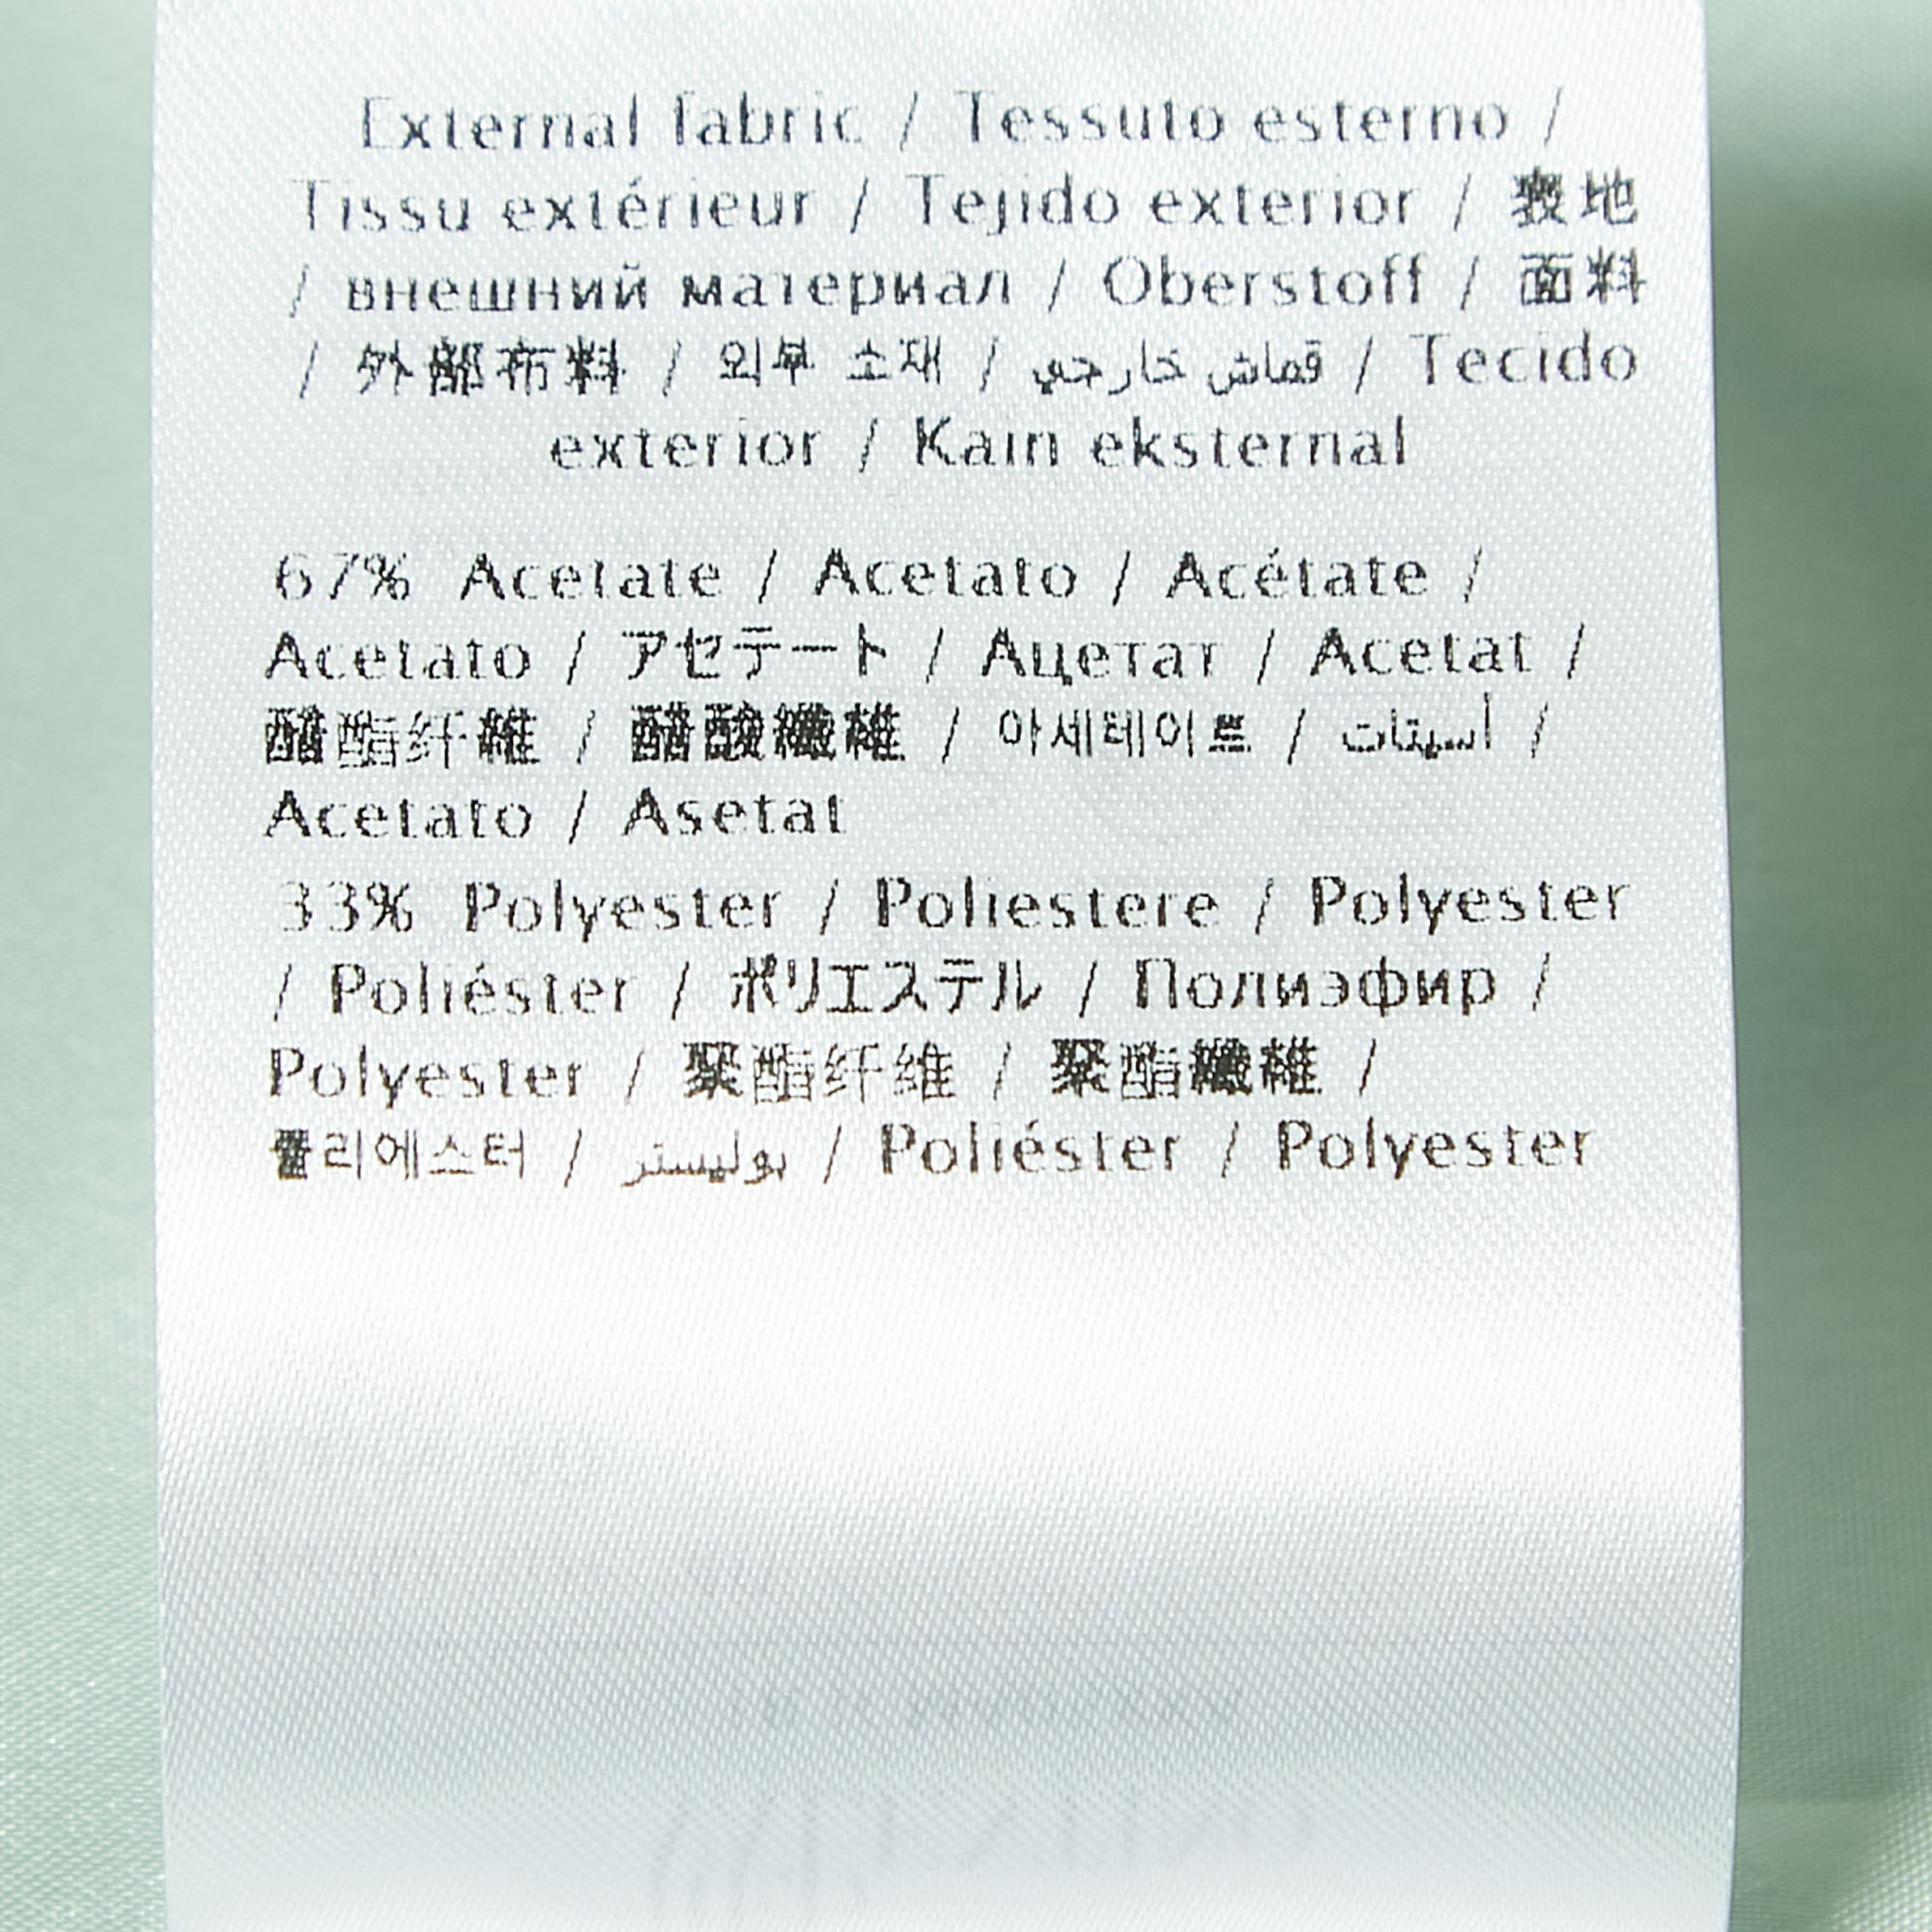 External fabric / Tessuto esterno /
Tissu extérieur / Tejido exterior / 表地
/ внешний материал / Oberstoff / 面料
/ 外部布料 / 외부 소재 / قماش خارجي / Tecido
exterior / Kain eksternal
67% Acetate / Acetato / Acétate /
Acetato / アセテート / Ацетат / Acetat /
醋酯纤维 / 醋酸纖維 / 아세테이트 / أسيتات /
Acetato / Asetat
33% Polyester / Poliestere / Polyester
/ Poliéster / ポリエステル / Полиэфир /
Polyester / 聚酯纤维 / 聚酯纖維 /
폴리에스터 / بوليستر / Poliéster / Polyester